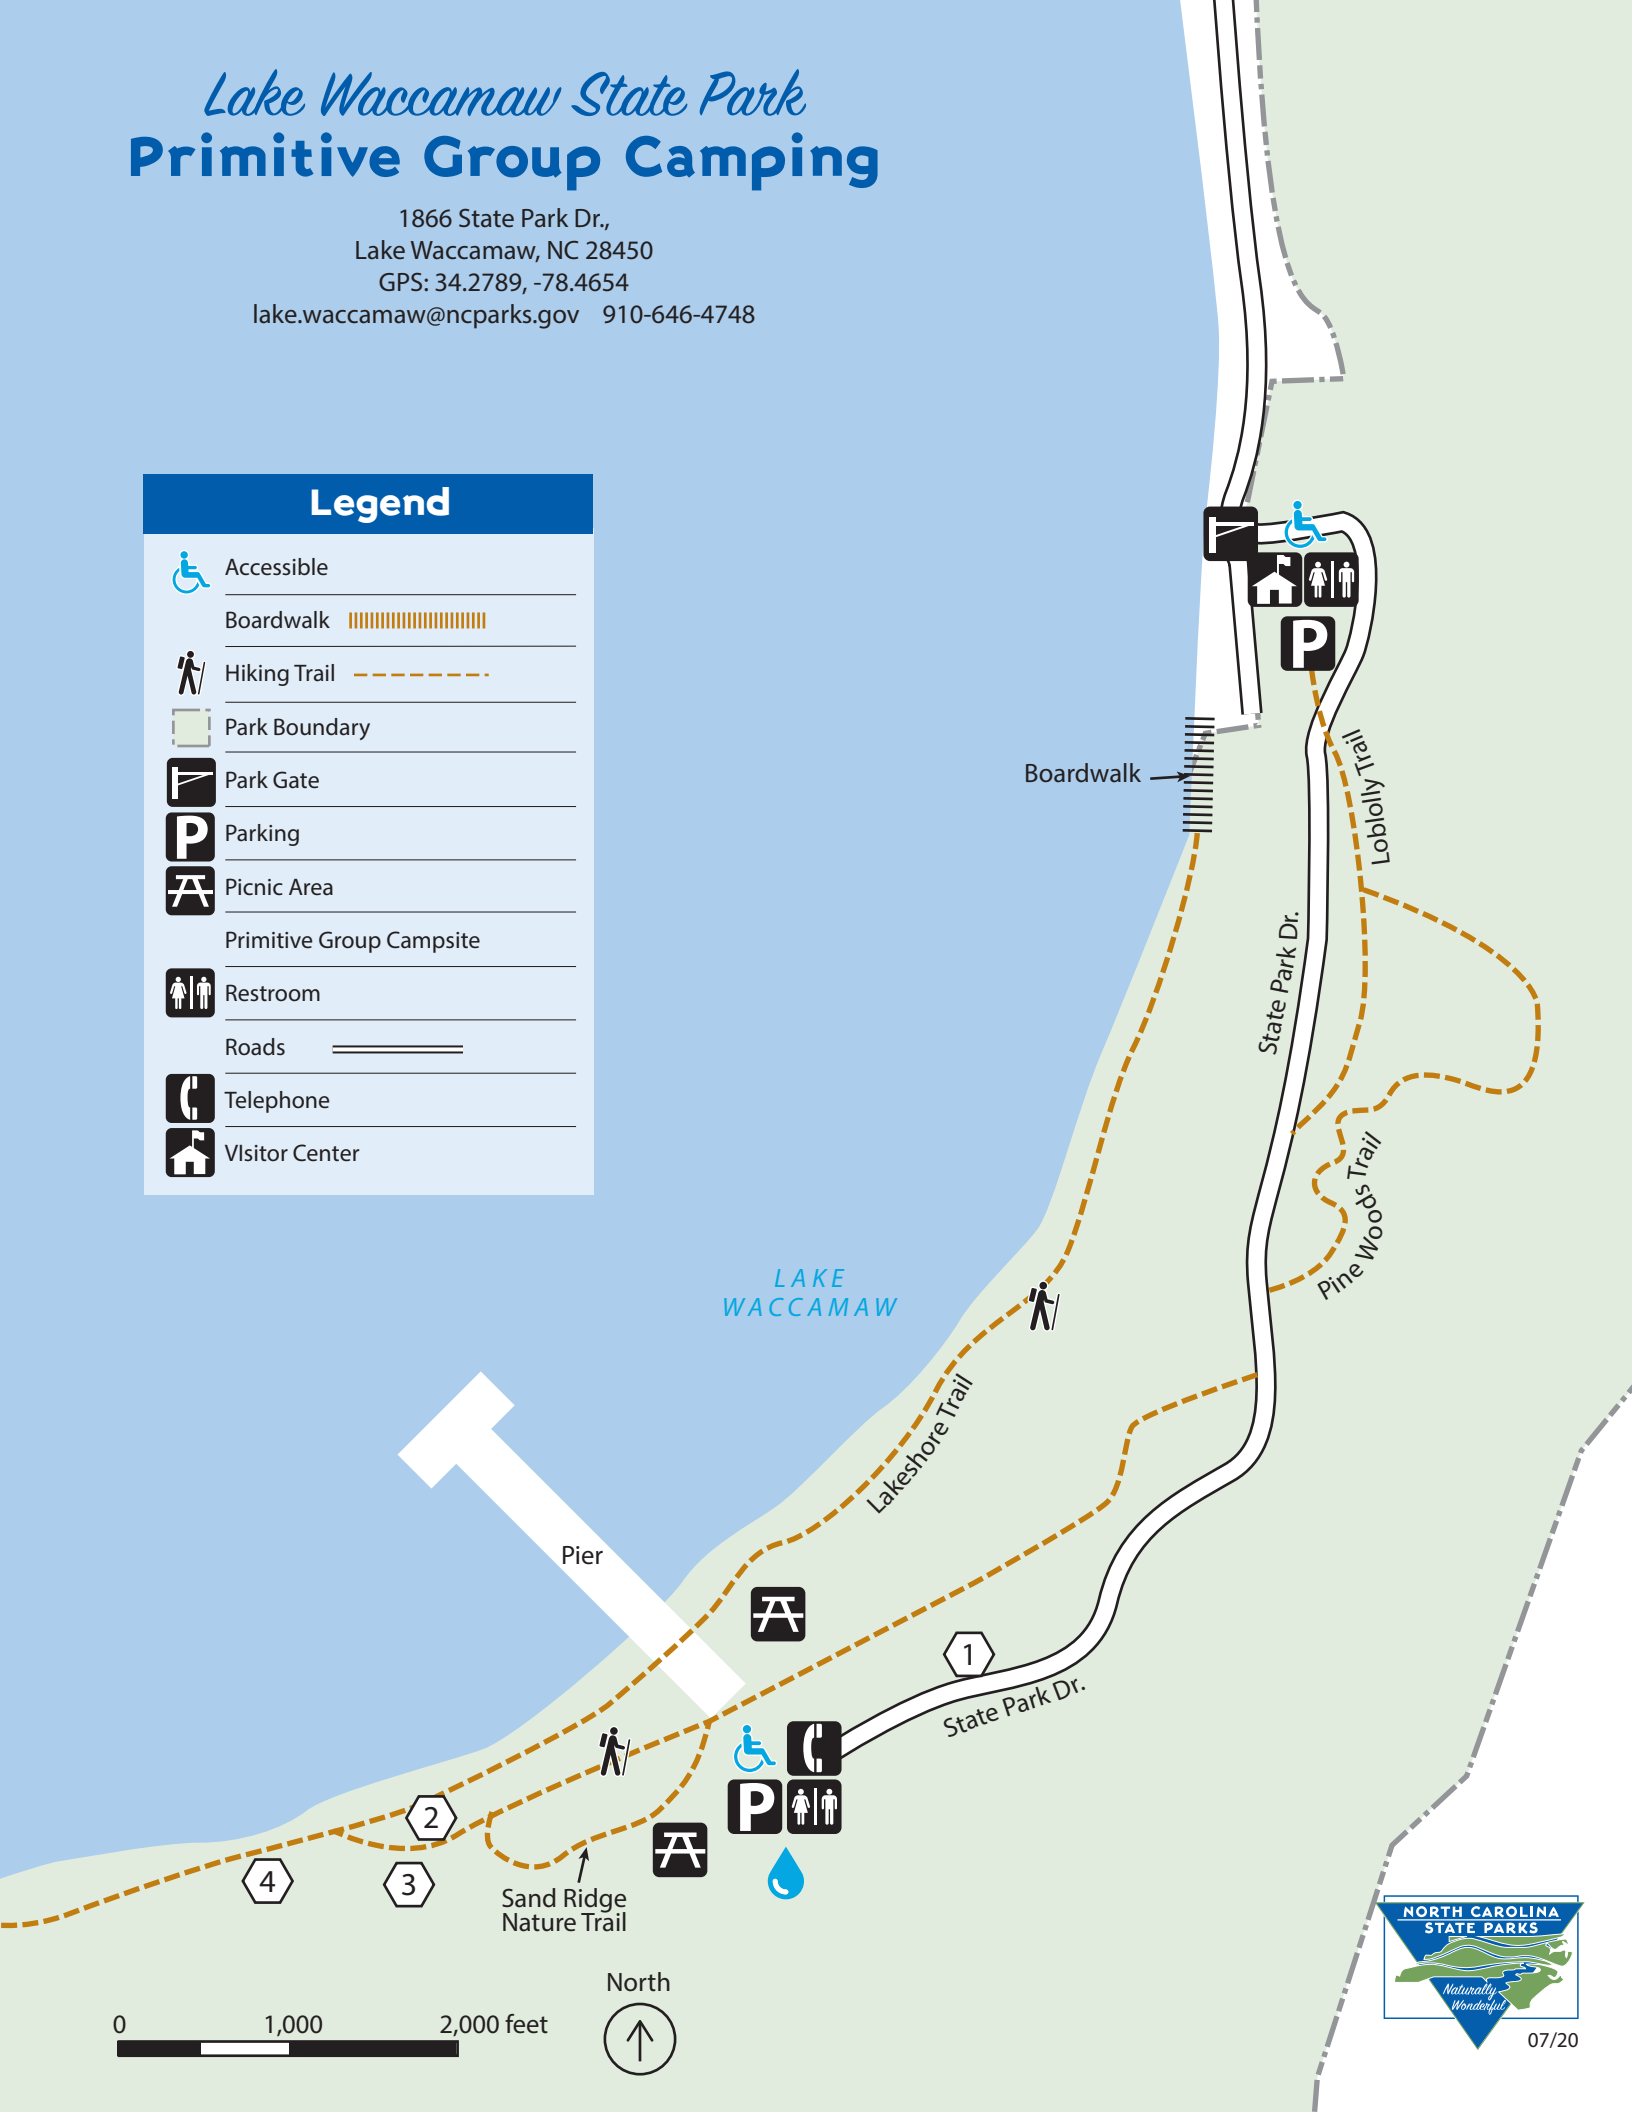 Lake Waccamaw State Park
Primitive Group Camping
1866 State Park Dr.,
Lake Waccamaw, NC 28450
GPS: 34.2789, -78.4654
lake.waccamaw@ncparks.gov 910-646-4748
Legend
Accessible
Boardwalk
Hiking Trail
Park Boundary
Park Gate
P
Parking
Picnic Area
Primitive Group Campsite
Restroom
Roads
Telephone
VIsitor Center
P
Boardwalk
Loblolly Trail
State Park Dr.
Pine Woods Trail
LAKE
WACCAMAW
Lakeshore Trail
Pier
1
State Park Dr.
P
2
3
4
Sand Ridge
Nature Trail
North
0 1,000 2,000 feet
NORTH CAROLINA
STATE PARKS
Naturally
Wonderful
07/20